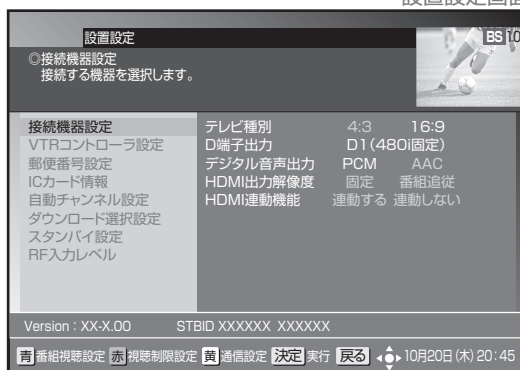 設置設定画面
設置設定
BS 10
◎接続機器設定
接続する機器を選択します。
接続機器設定
VTRコントローラ設定
郵便番号設定
ICカード情報
自動チャンネル設定
ダウンロード選択設定
スタンバイ設定
RF入力レベル
テレビ種別 4:3 16:9
D端子出力 D1(480i固定)
デジタル音声出力 PCM AAC
HDMI出力解像度 固定 番組追従
HDMI連動機能 連動する 連動しない
Version : XX-X.00 STBID XXXXXX XXXXXX
青 番組視聴設定 赤 視聴制限設定 黄 通信設定 決定 実行 戻る 10月20日(木) 20:45